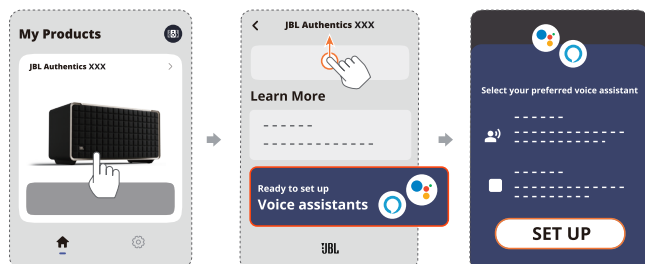 My Products
JBL Authentics XXX
JBL Authentics XXX
Learn More
Ready to set up
Voice assistants
JBL
Select your preferred voice assistant
SET UP